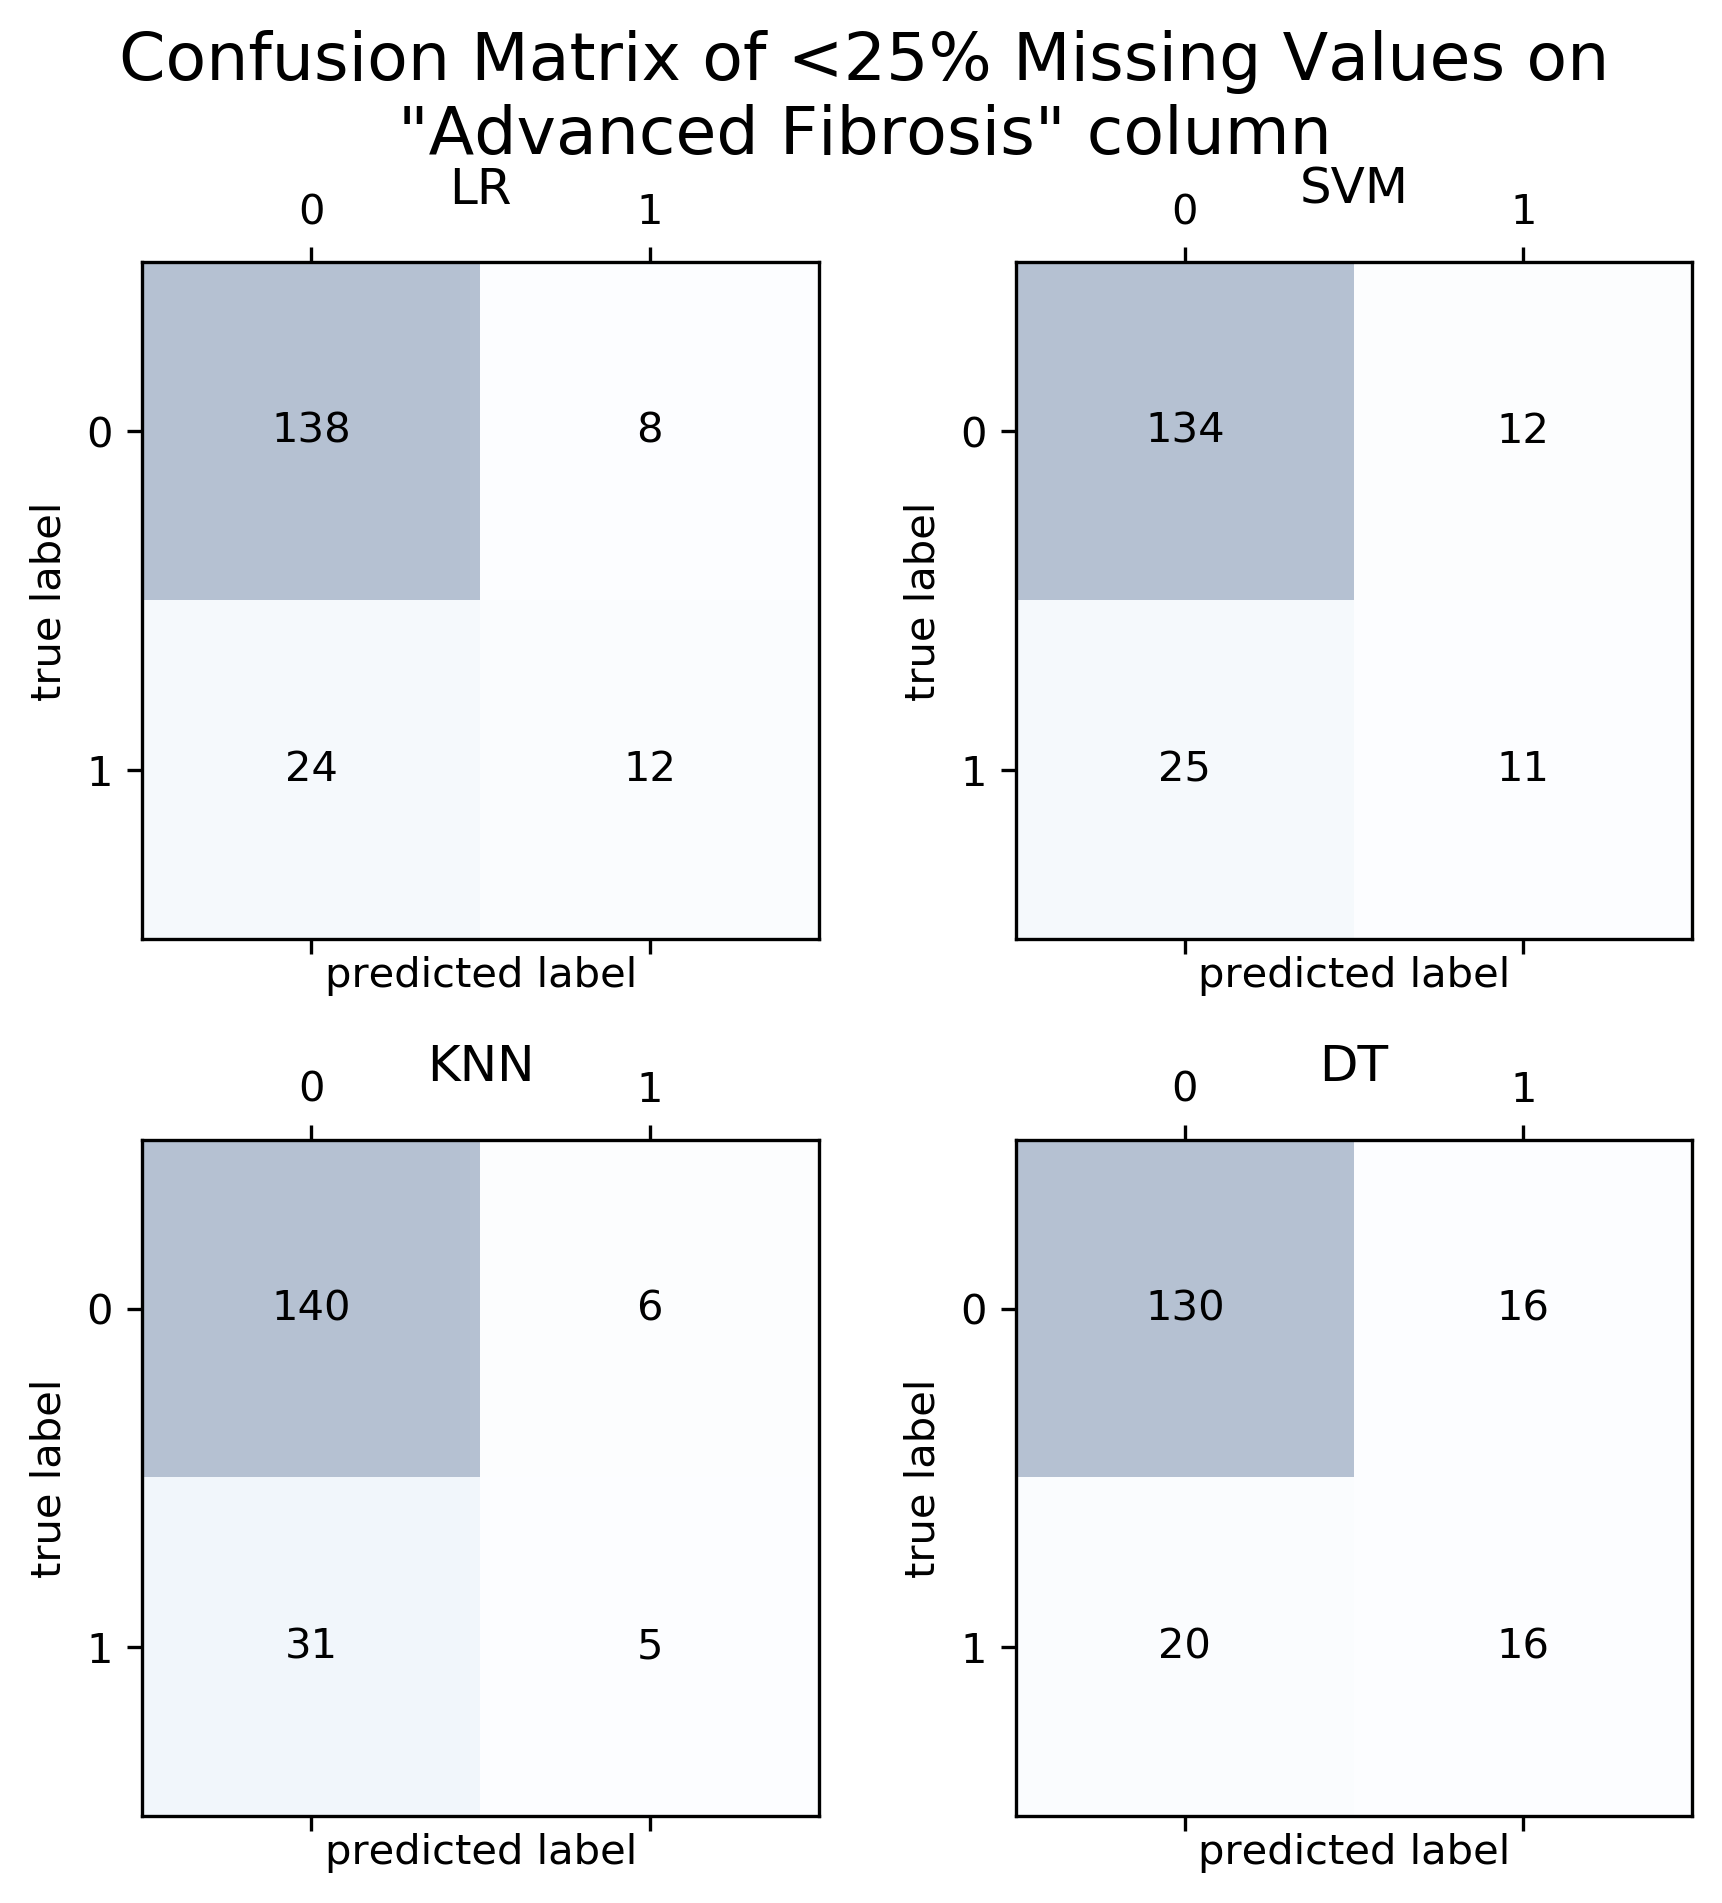 Confusion Matrix of <25% Missing Values on
"Advanced Fibrosis" column
LR
0 1
true label
0 138 8
1 24 12
predicted label
SVM
0 1
true label
0 134 12
1 25 11
predicted label
KNN
0 1
true label
0 140 6
1 31 5
predicted label
DT
0 1
true label
0 130 16
1 20 16
predicted label